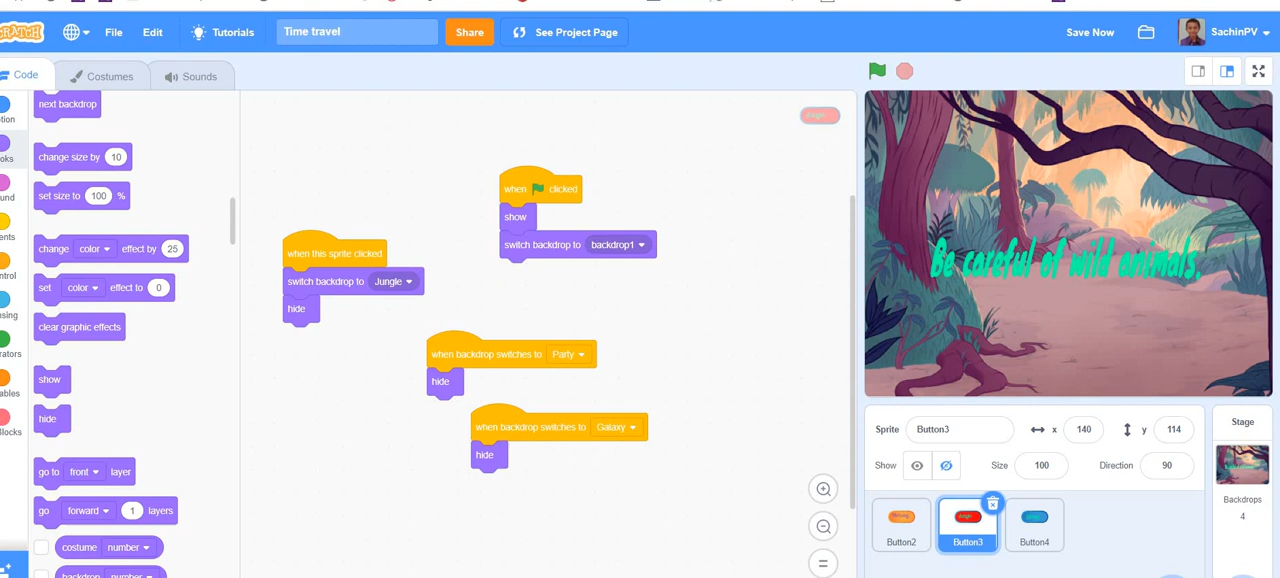 File Edit Tutorials Time travel Share See Project Page Save Now SachinPV
Code Costumes Sounds
next backdrop
change size by 10
set size to 100 %
change color effect by 25
set color effect to 0
clear graphic effects
show
hide
go to front layer
go forward 1 layers
costume number
backdrop number
when clicked
show
switch backdrop to backdrop1
when this sprite clicked
switch backdrop to Jungle
hide
when backdrop switches to Party
hide
when backdrop switches to Galaxy
hide
Be careful of wild animals.
Sprite Button3 x 140 y 114
Show Size 100 Direction 90
Button2 Button3 Button4
Stage
Backdrops
4